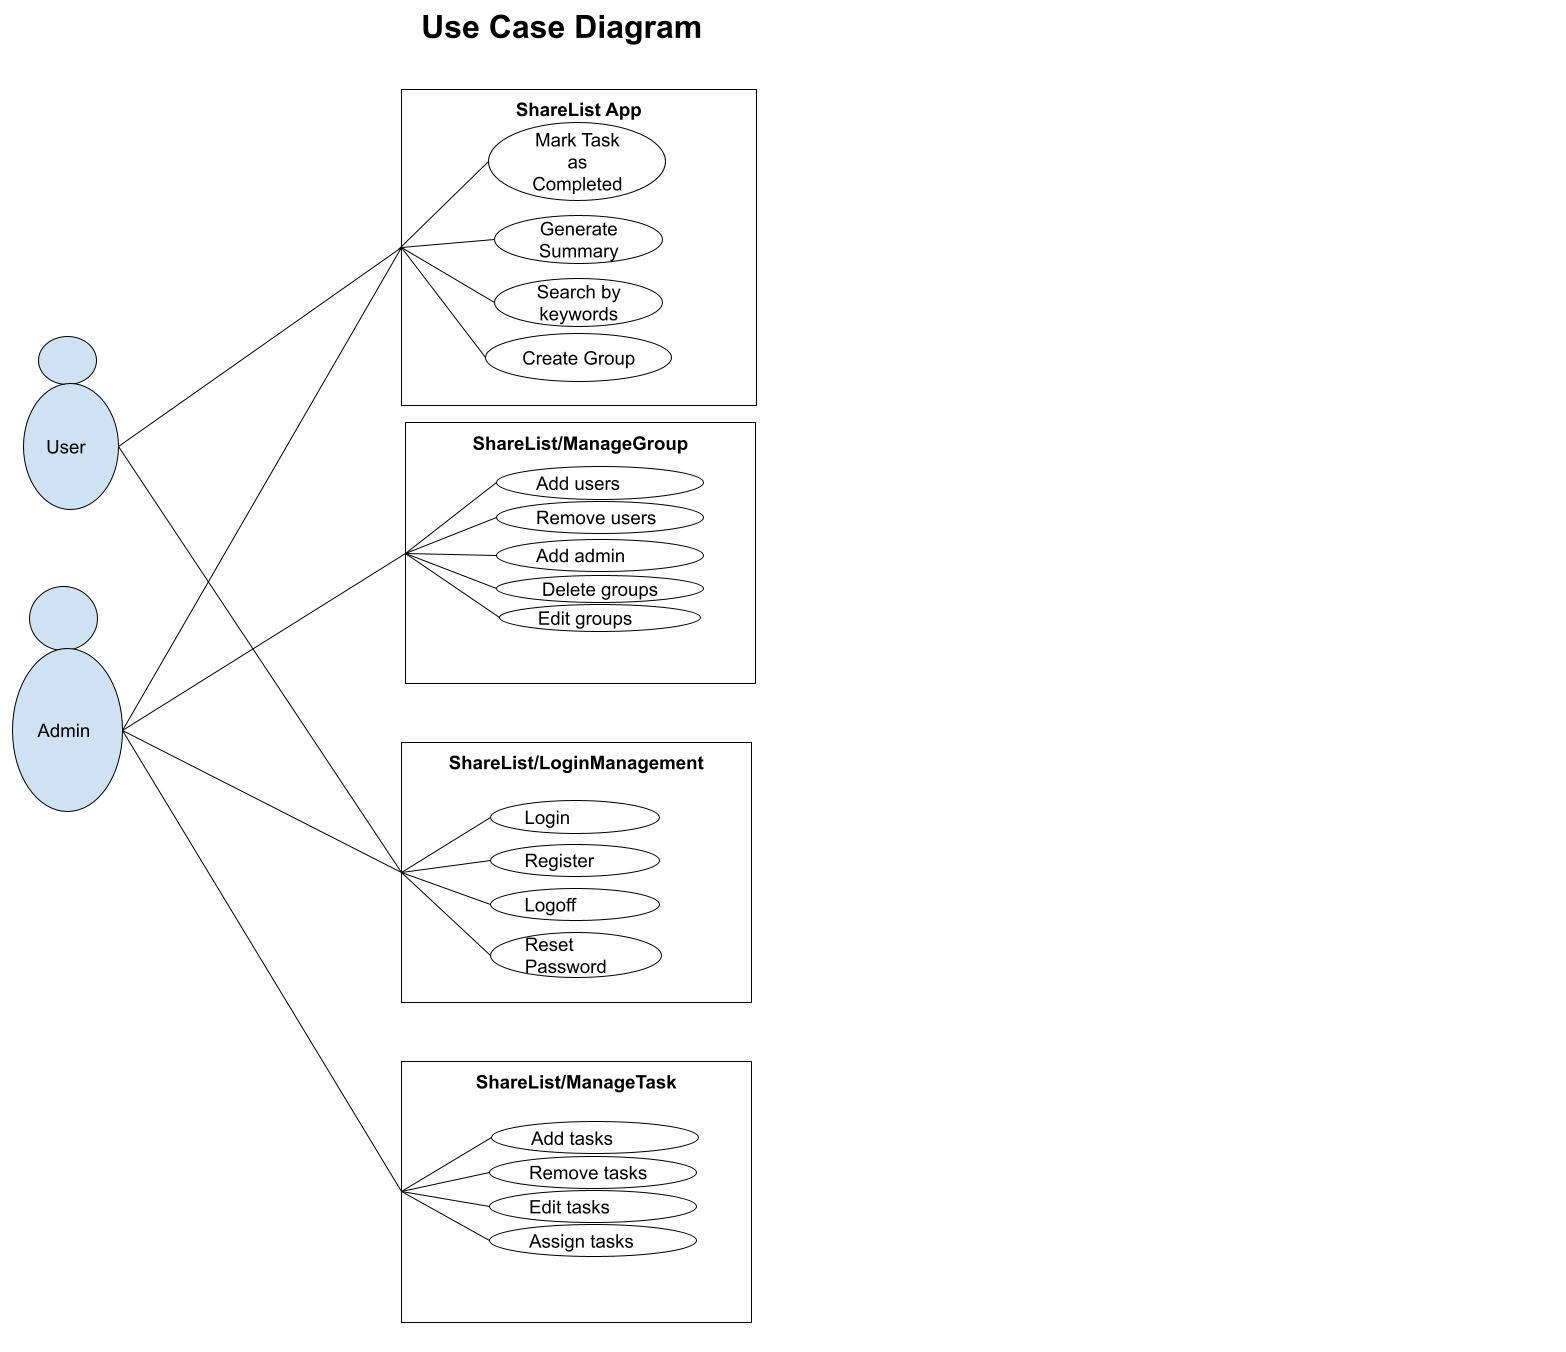 Use Case Diagram
ShareList App
Mark Task
as
Completed
Generate
Summary
Search by
keywords
Create Group
User
ShareList/ManageGroup
Add users
Remove users
Add admin
Delete groups
Edit groups
Admin
ShareList/LoginManagement
Login
Register
Logoff
Reset
Password
ShareList/ManageTask
Add tasks
Remove tasks
Edit tasks
Assign tasks